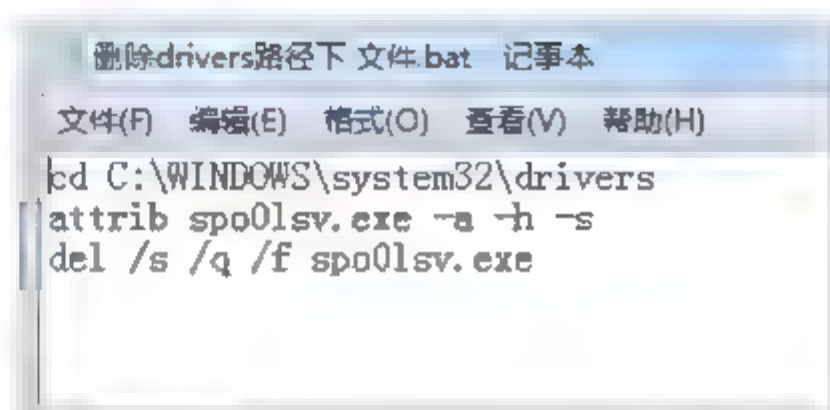 删除drivers路径下 文件.bat 记事本
文件(F) 编辑(E) 格式(O) 查看(V) 帮助(H)
cd C:\WINDOWS\system32\drivers
attrib spo0lsv.exe -a -h -s
del /s /q /f spo0lsv.exe